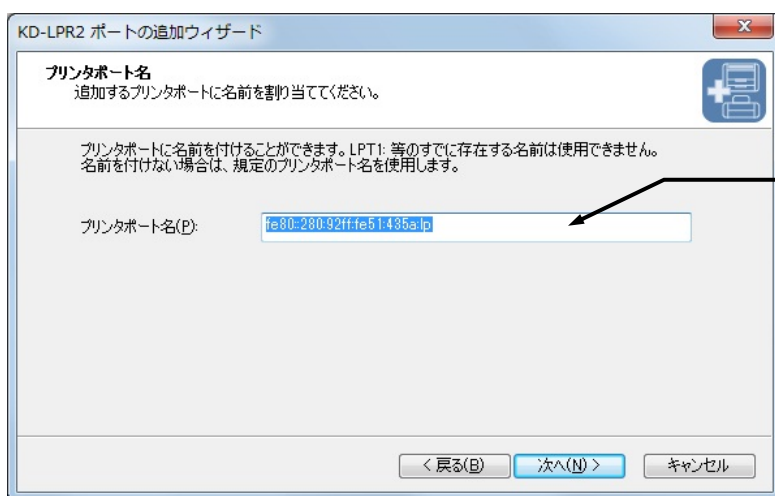 KD-LPR2 ポートの追加ウィザード
プリンタポート名
追加するプリンタポートに名前を割り当ててください。
プリンタポートに名前を付けることができます。LPT1: 等のすでに存在する名前は使用できません。
名前を付けない場合は、規定のプリンタポート名を使用します。
プリンタポート名(P): fe80::280:92ff:fe51:435a:lp
< 戻る(B) 次へ(N) > キャンセル